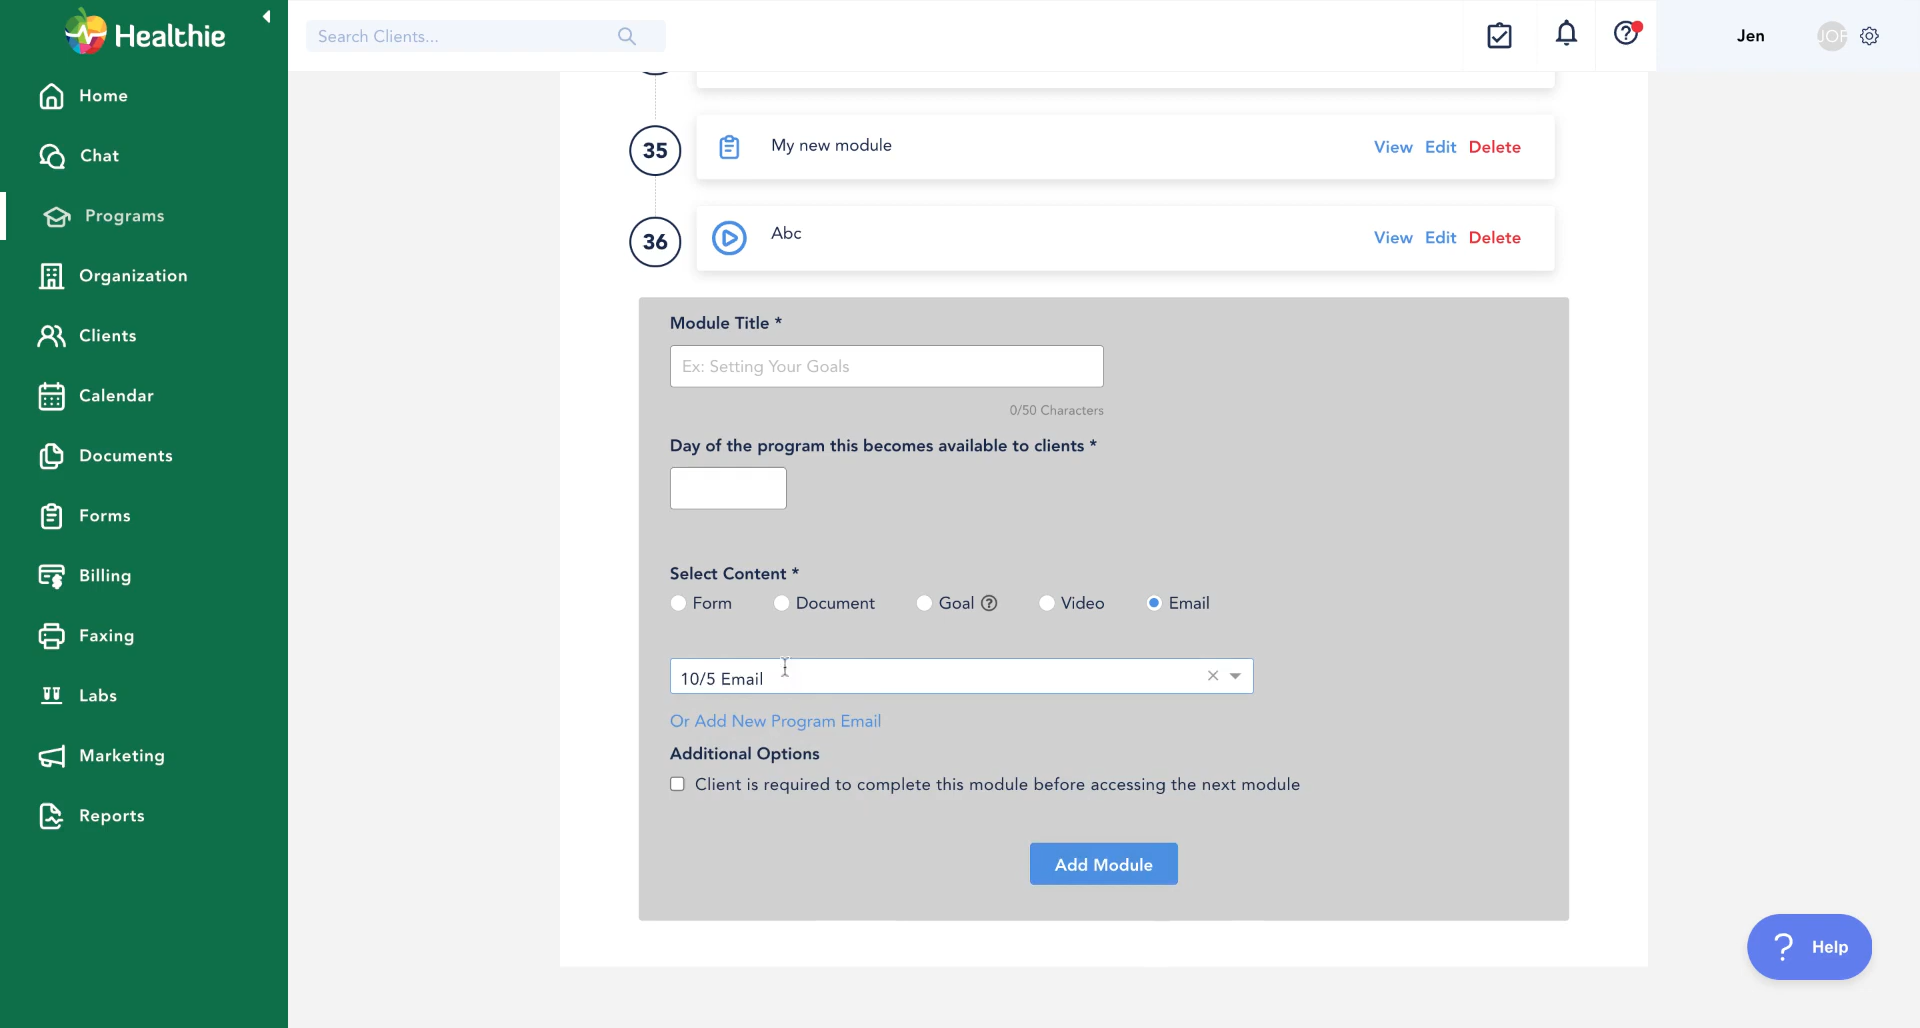 Healthie
Search Clients...
Jen
JOF
Home
Chat
Programs
Organization
Clients
Calendar
Documents
Forms
Billing
Faxing
Labs
Marketing
Reports
35
My new module
View Edit Delete
36
Abc
View Edit Delete
Module Title *
Ex: Setting Your Goals
0/50 Characters
Day of the program this becomes available to clients *
Select Content *
Form Document Goal ? Video Email
10/5 Email
Or Add New Program Email
Additional Options
Client is required to complete this module before accessing the next module
Add Module
? Help